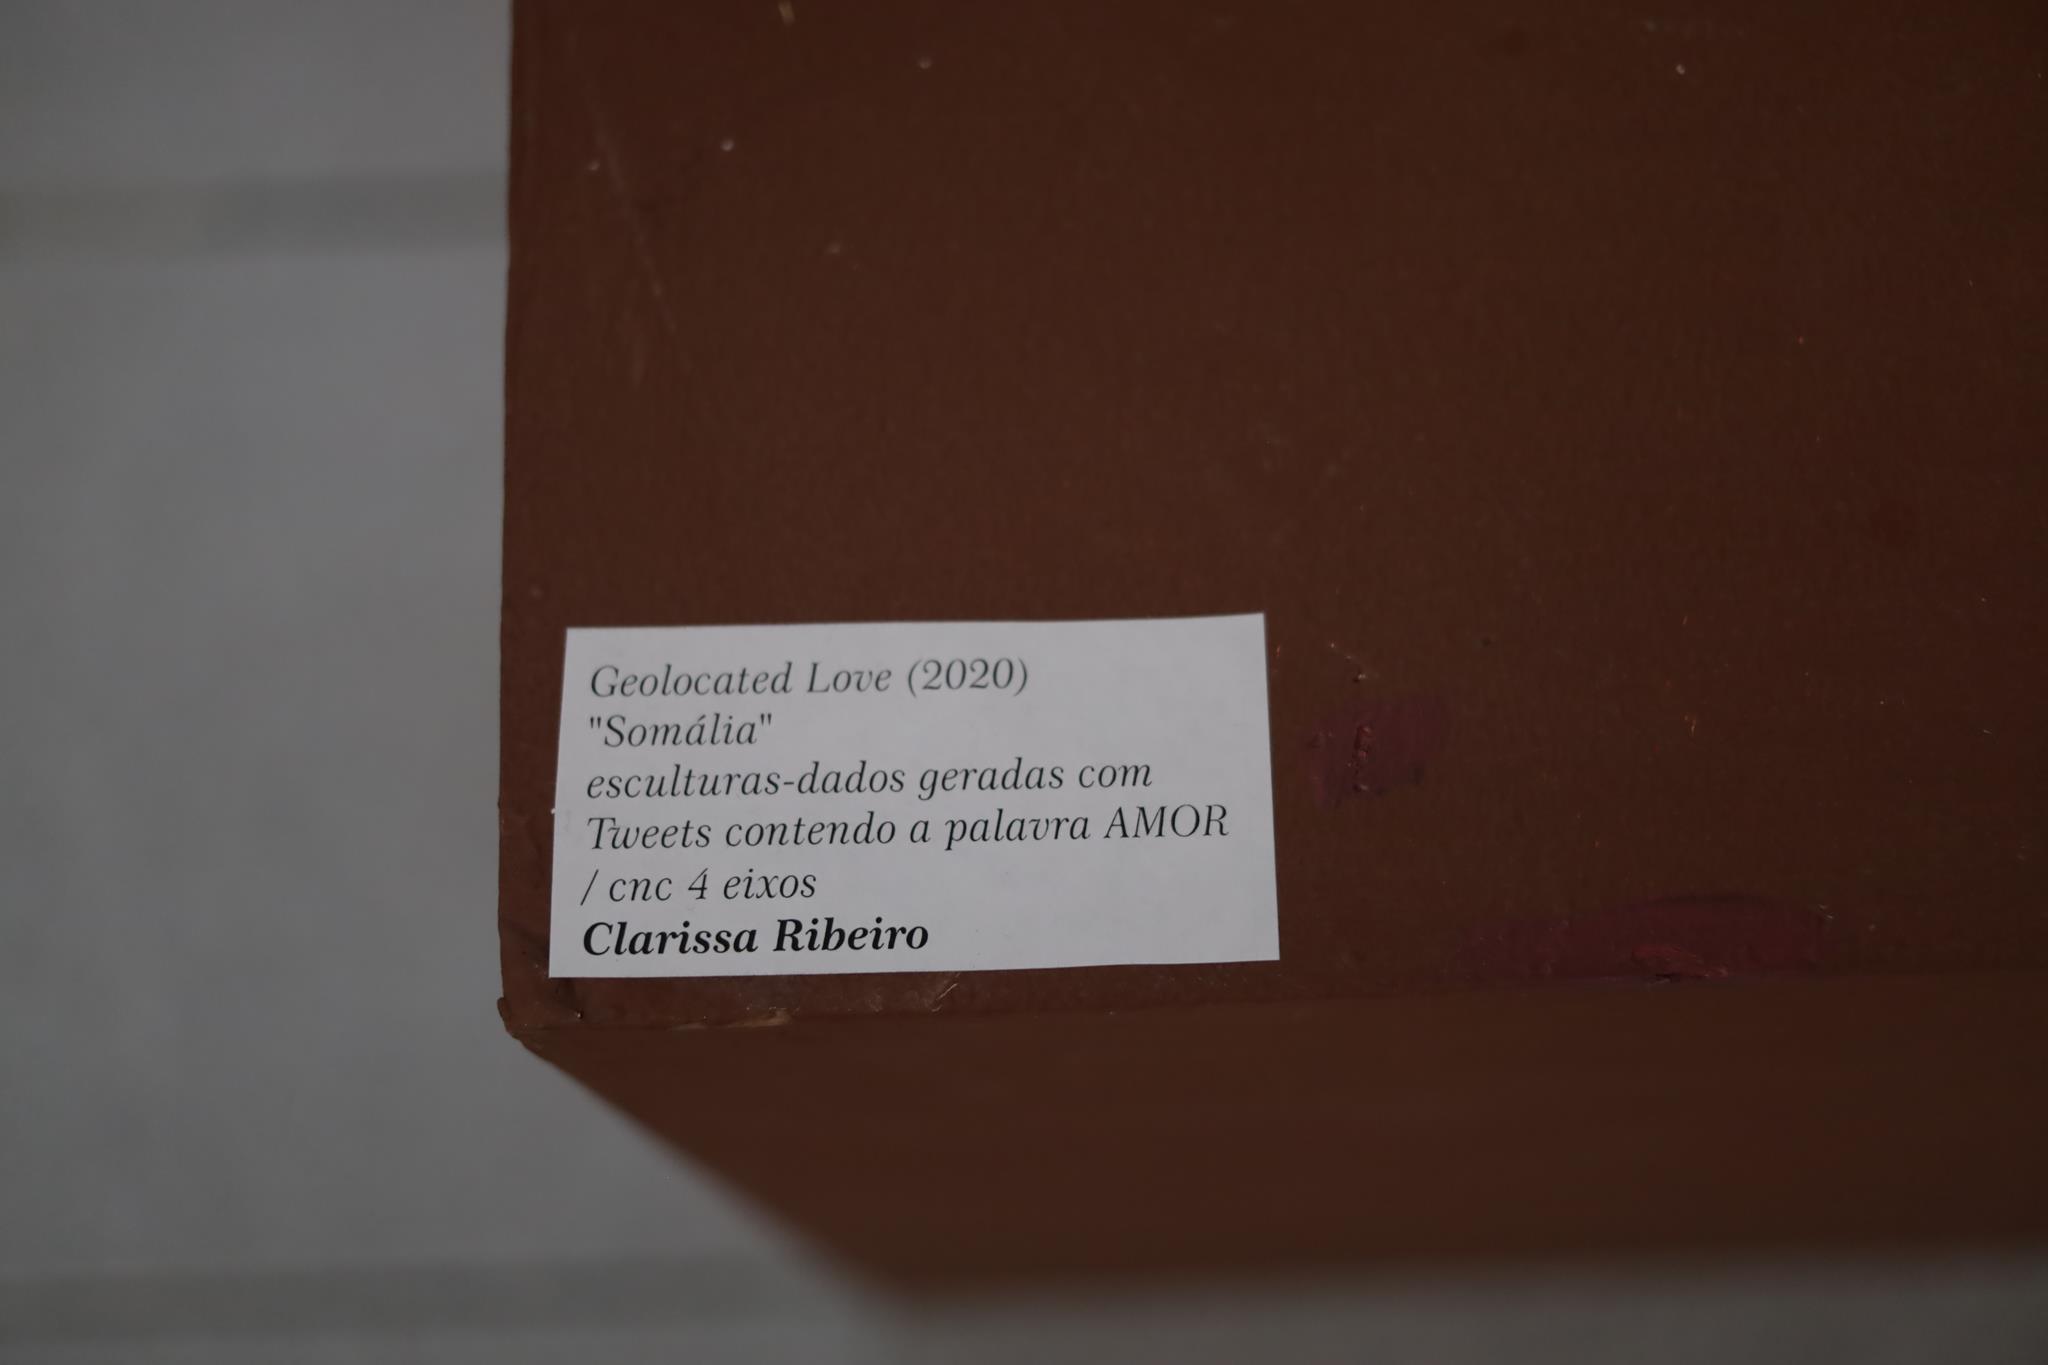 Geolocated Love (2020)
"Somália"
esculturas-dados geradas com
Tweets contendo a palavra AMOR
/ cnc 4 eixos
Clarissa Ribeiro